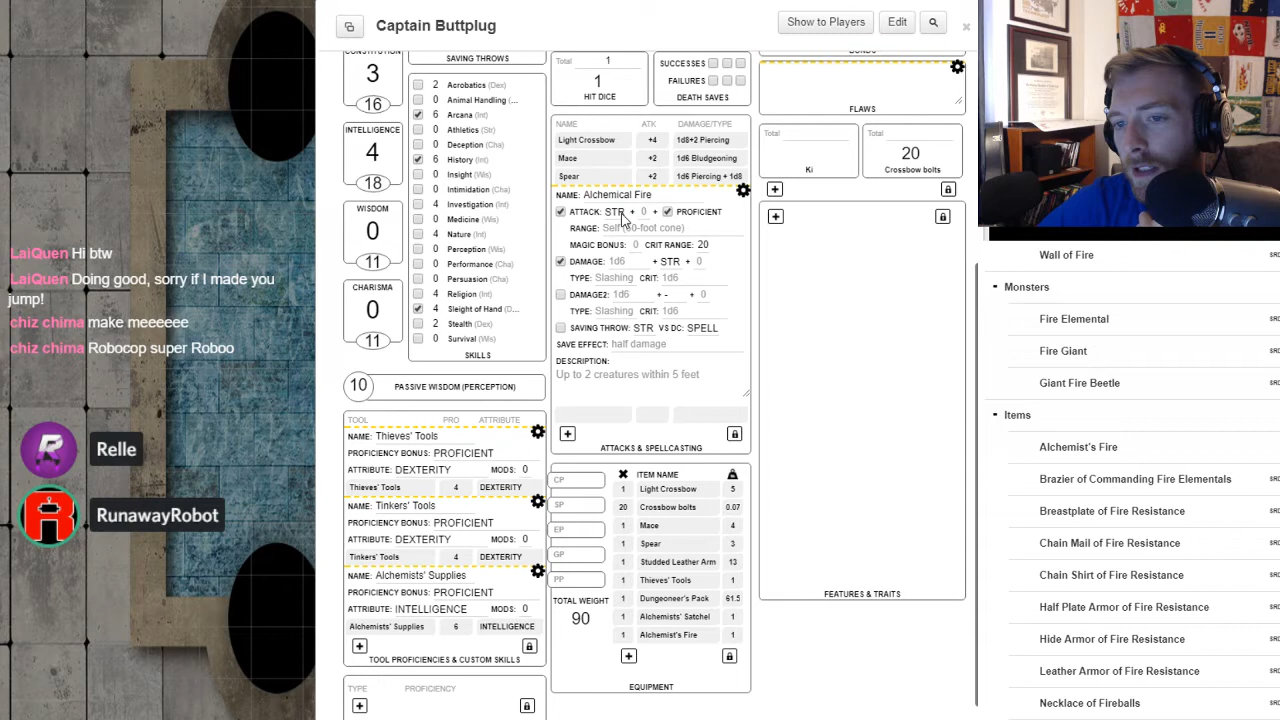 Captain Buttplug
Show to Players
Edit
CONSTITUTION
3
16
INTELLIGENCE
4
18
WISDOM
0
11
CHARISMA
0
11
SAVING THROWS
2 Acrobatics (Dex)
0 Animal Handling (...
6 Arcana (Int)
0 Athletics (Str)
0 Deception (Cha)
6 History (Int)
0 Insight (Wis)
0 Intimidation (Cha)
4 Investigation (Int)
0 Medicine (Wis)
4 Nature (Int)
0 Perception (Wis)
0 Performance (Cha)
0 Persuasion (Cha)
4 Religion (Int)
4 Sleight of Hand (D...
2 Stealth (Dex)
0 Survival (Wis)
SKILLS
10 PASSIVE WISDOM (PERCEPTION)
TOOL PRO ATTRIBUTE
NAME: Thieves' Tools
PROFICIENCY BONUS: PROFICIENT
ATTRIBUTE: DEXTERITY MODS: 0
Thieves' Tools 4 DEXTERITY
NAME: Tinkers' Tools
PROFICIENCY BONUS: PROFICIENT
ATTRIBUTE: DEXTERITY MODS: 0
Tinkers' Tools 4 DEXTERITY
NAME: Alchemists' Supplies
PROFICIENCY BONUS: PROFICIENT
ATTRIBUTE: INTELLIGENCE MODS: 0
Alchemists' Supplies 6 INTELLIGENCE
TOOL PROFICIENCIES & CUSTOM SKILLS
TYPE PROFICIENCY
Total 1
1
HIT DICE
SUCCESSES
FAILURES
DEATH SAVES
NAME ATK DAMAGE/TYPE
Light Crossbow +4 1d8+2 Piercing
Mace +2 1d6 Bludgeoning
Spear +2 1d6 Piercing + 1d8
NAME: Alchemical Fire
ATTACK: STR + 0 + PROFICIENT
RANGE: Self (60-foot cone)
MAGIC BONUS: 0 CRIT RANGE: 20
DAMAGE: 1d6 + STR + 0
TYPE: Slashing CRIT: 1d6
DAMAGE2: 1d6 + - + 0
TYPE: Slashing CRIT: 1d6
SAVING THROW: STR VS DC: SPELL
SAVE EFFECT: half damage
DESCRIPTION:
Up to 2 creatures within 5 feet
ATTACKS & SPELLCASTING
CP
SP
EP
GP
PP
TOTAL WEIGHT
90
ITEM NAME
1 Light Crossbow 5
20 Crossbow bolts 0.07
1 Mace 4
1 Spear 3
1 Studded Leather Arm 13
1 Thieves' Tools 1
1 Dungeoneer's Pack 61.5
1 Alchemists' Satchel 1
1 Alchemist's Fire 1
EQUIPMENT
BONDS
FLAWS
Total
Ki
Total
20
Crossbow bolts
FEATURES & TRAITS
Wall of Fire
Monsters
Fire Elemental
Fire Giant
Giant Fire Beetle
Items
Alchemist's Fire
Brazier of Commanding Fire Elementals
Breastplate of Fire Resistance
Chain Mail of Fire Resistance
Chain Shirt of Fire Resistance
Half Plate Armor of Fire Resistance
Hide Armor of Fire Resistance
Leather Armor of Fire Resistance
Necklace of Fireballs
LaiQuen Hi btw
LaiQuen Doing good, sorry if I made you
jump!
chiz chima make meeeeee
chiz chima Robocop super Roboo
Relle
RunawayRobot